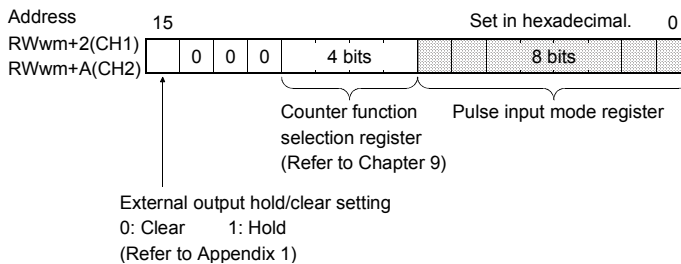 Address
15
Set in hexadecimal.
0
RWwm+2(CH1)
RWwm+A(CH2)
0 0 0 4 bits 8 bits
Counter function
selection register
(Refer to Chapter 9)
Pulse input mode register
External output hold/clear setting
0: Clear 1: Hold
(Refer to Appendix 1)